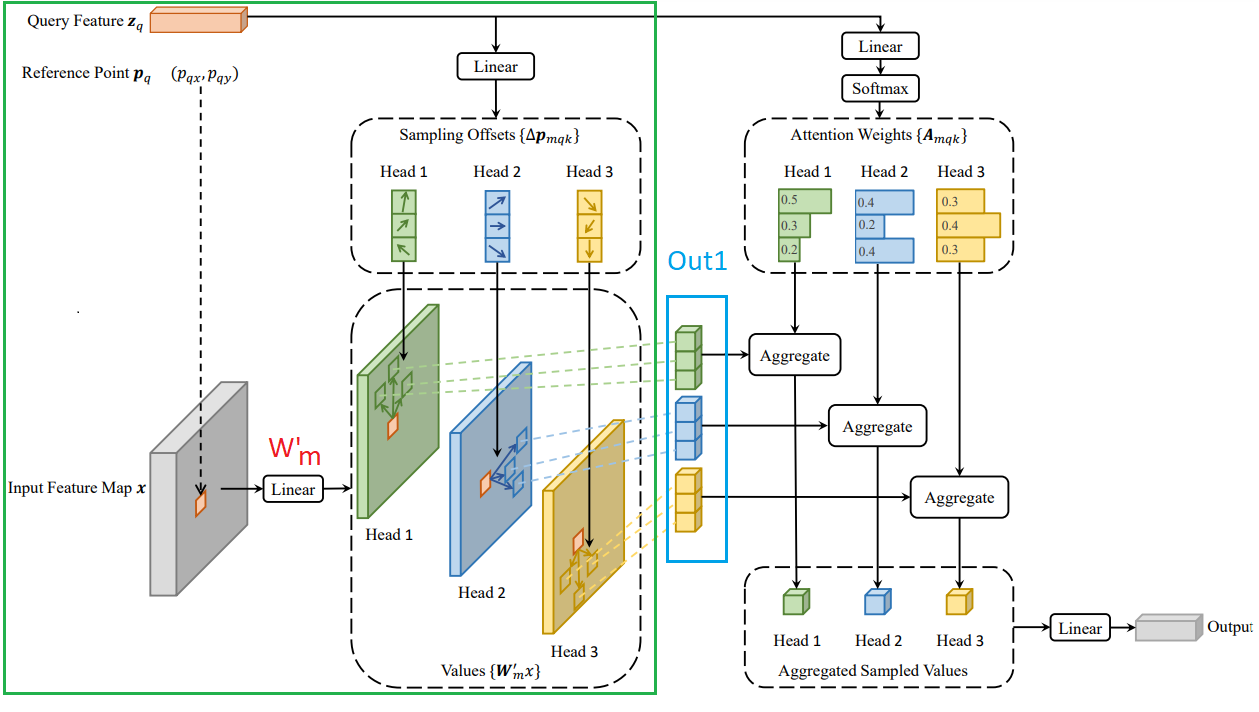 Query Feature z_q
Reference Point p_q (p_qx, p_qy)
Linear
Linear
Softmax
Sampling Offsets {Δp_mqk}
Head 1 Head 2 Head 3
Attention Weights {A_mqk}
Head 1 Head 2 Head 3
0.5 0.4 0.3
0.3 0.2 0.4
0.2 0.4 0.3
Out1
Aggregate
Aggregate
Aggregate
W'm
Input Feature Map x
Linear
Head 1
Head 2
Head 3
Values {W'_m x}
Head 1 Head 2 Head 3
Aggregated Sampled Values
Linear
Output